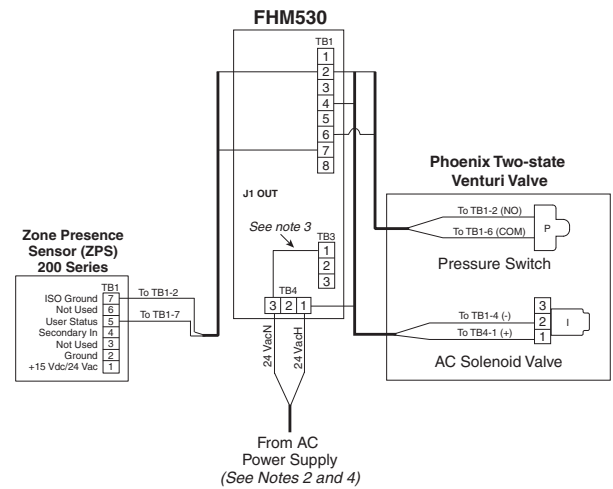 FHM530
TB1
1
2
3
4
5
6
7
8
J1 OUT
See note 3
TB3
1
2
3
TB4
3 2 1
24 VacN
24 VacH
From AC
Power Supply
(See Notes 2 and 4)
Zone Presence
Sensor (ZPS)
200 Series
TB1
ISO Ground 7
Not Used 6
User Status 5
Secondary In 4
Not Used 3
Ground 2
+15 Vdc/24 Vac 1
To TB1-2
To TB1-7
Phoenix Two-state
Venturi Valve
To TB1-2 (NO)
To TB1-6 (COM)
P
Pressure Switch
To TB1-4 (-)
To TB4-1 (+)
3
2
1
I
AC Solenoid Valve